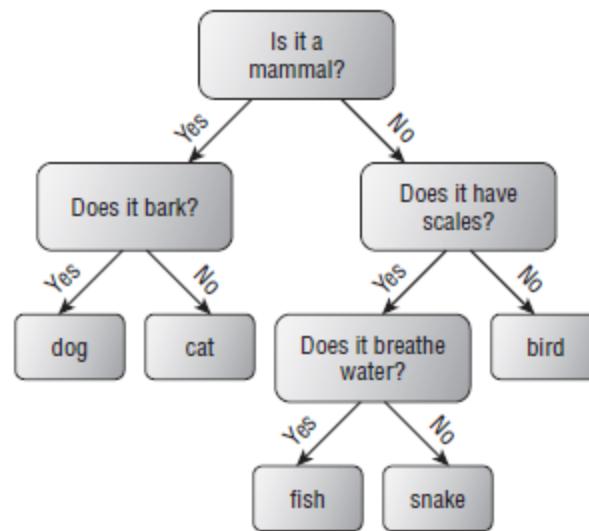 Is it a
mammal?
Yes
No
Does it bark?
Does it have
scales?
Yes
No
Yes
No
dog
cat
Does it breathe
water?
bird
Yes
No
fish
snake